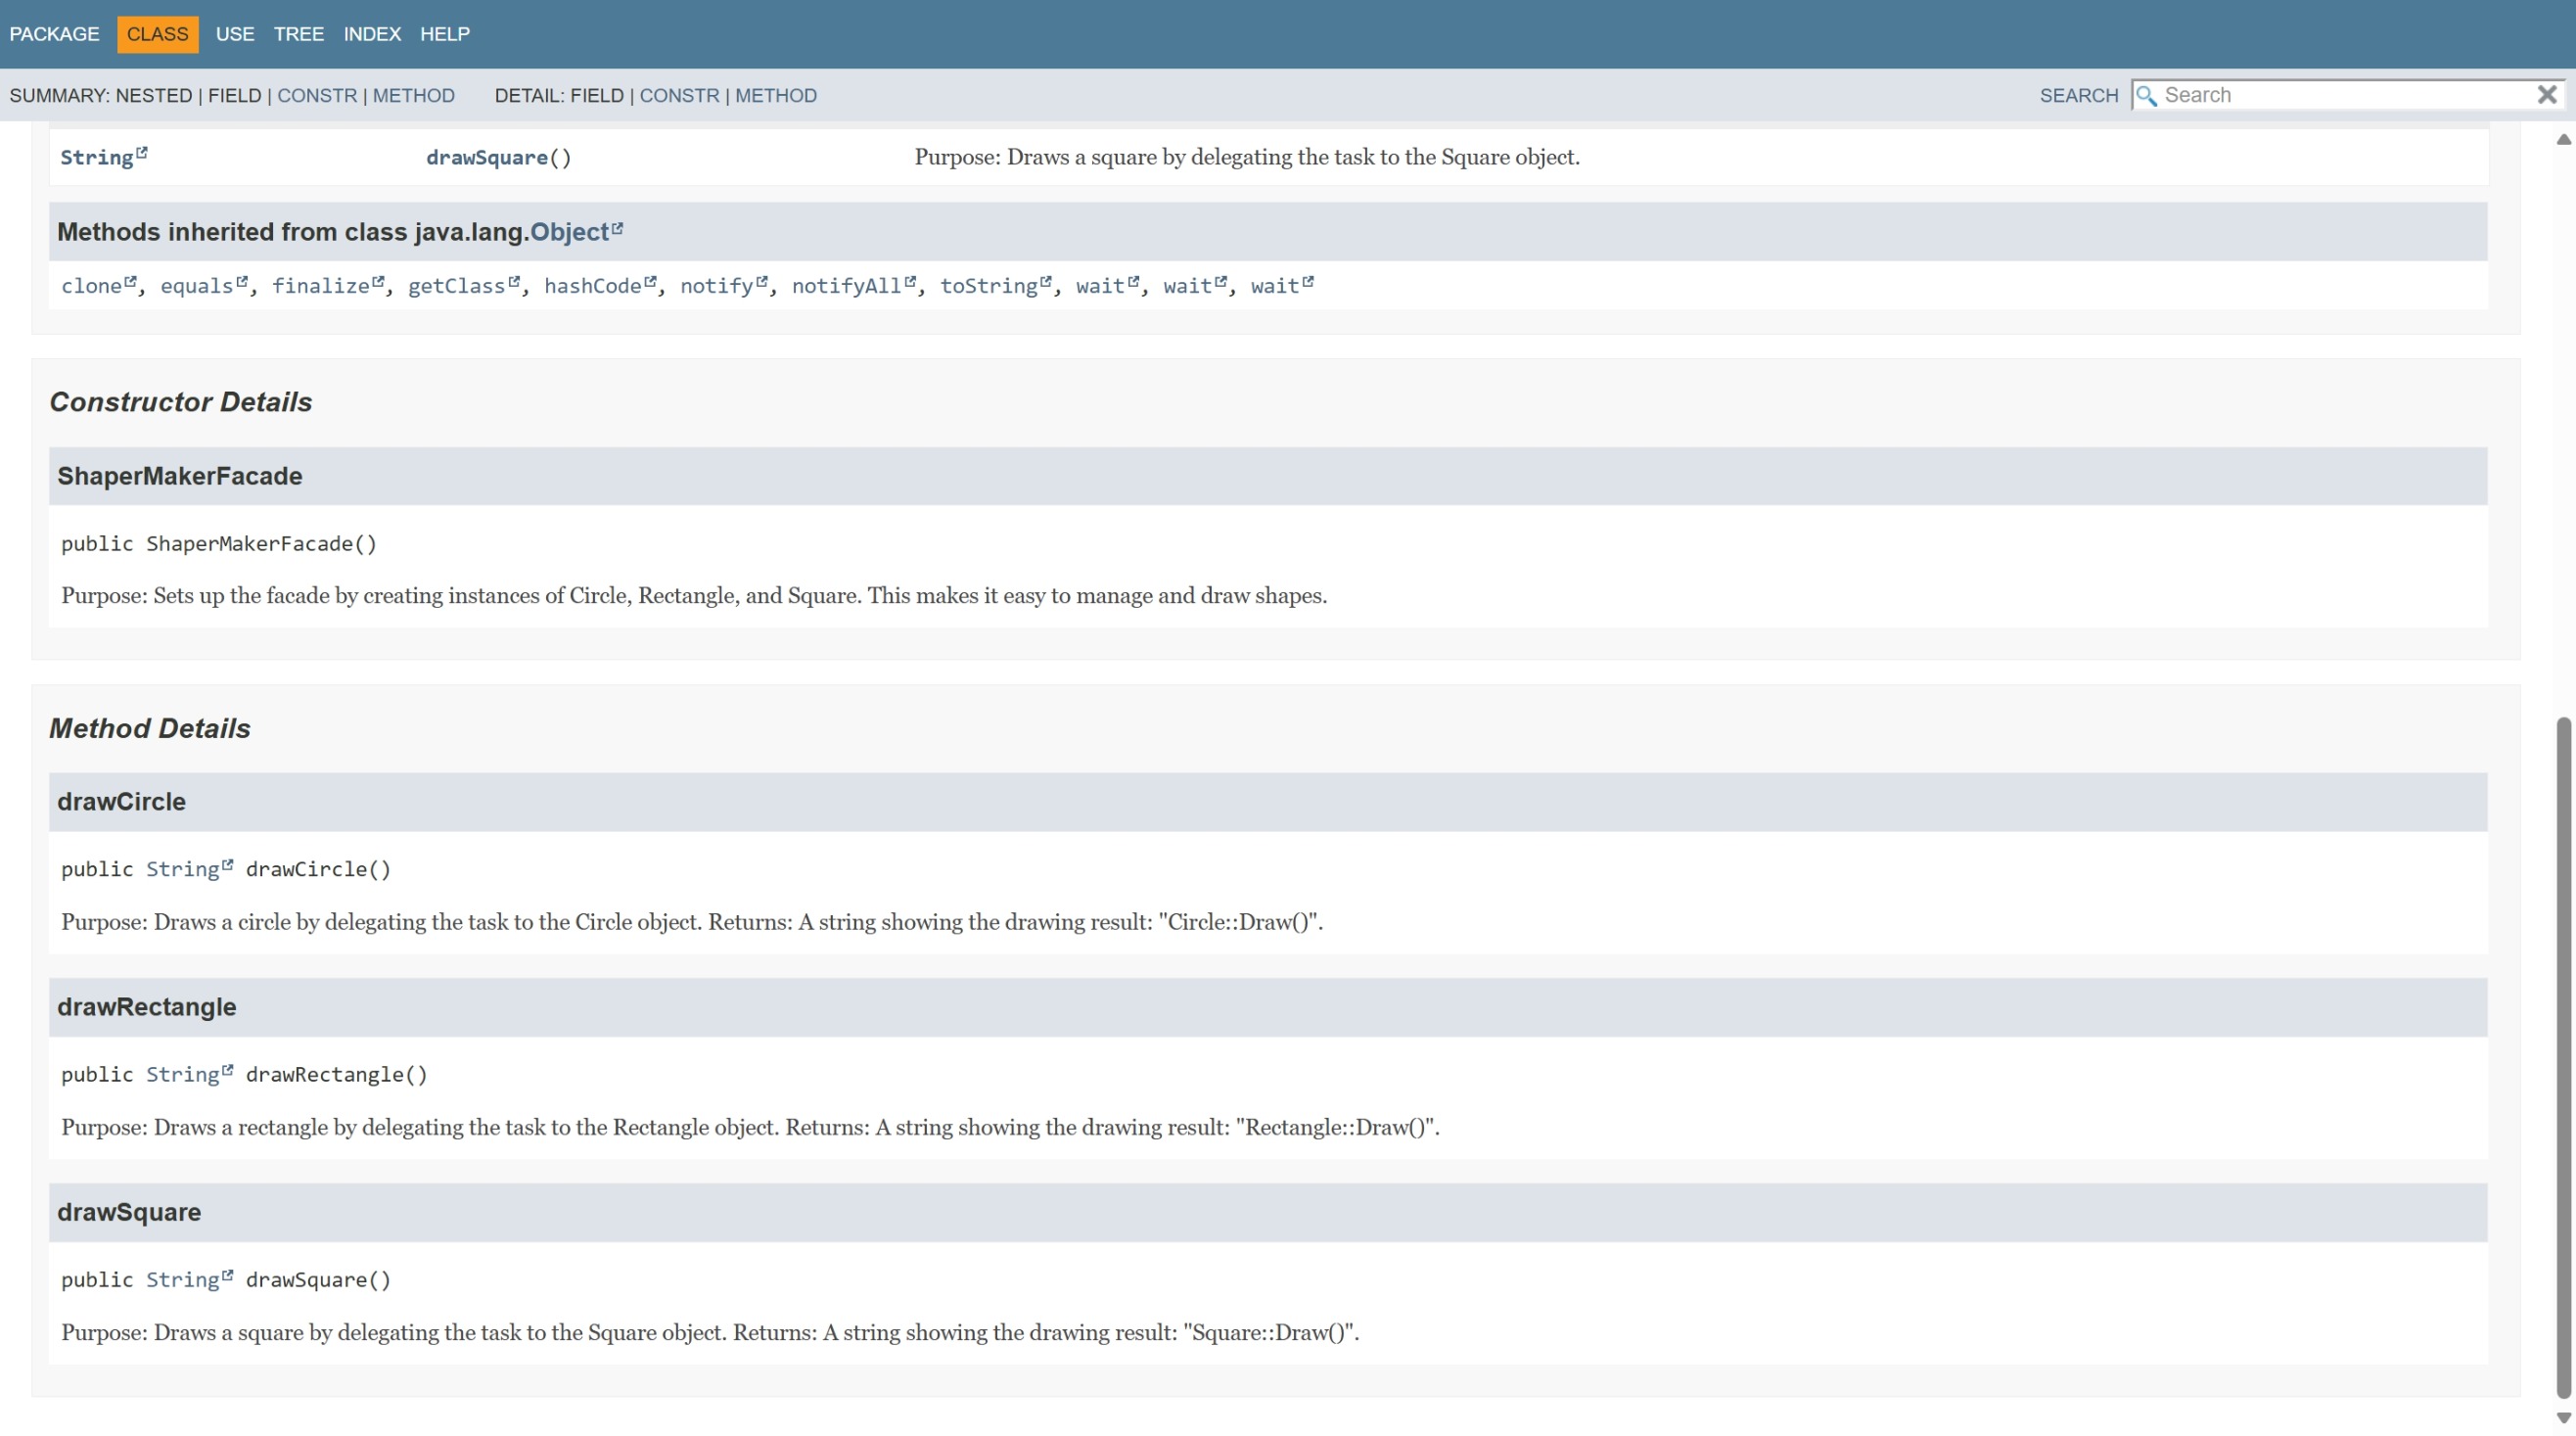 PACKAGE CLASS USE TREE INDEX HELP
SUMMARY: NESTED | FIELD | CONSTR | METHOD DETAIL: FIELD | CONSTR | METHOD SEARCH Search
String drawSquare() Purpose: Draws a square by delegating the task to the Square object.
Methods inherited from class java.lang.Object
clone, equals, finalize, getClass, hashCode, notify, notifyAll, toString, wait, wait, wait
Constructor Details
ShaperMakerFacade
public ShaperMakerFacade()
Purpose: Sets up the facade by creating instances of Circle, Rectangle, and Square. This makes it easy to manage and draw shapes.
Method Details
drawCircle
public String drawCircle()
Purpose: Draws a circle by delegating the task to the Circle object. Returns: A string showing the drawing result: "Circle::Draw()".
drawRectangle
public String drawRectangle()
Purpose: Draws a rectangle by delegating the task to the Rectangle object. Returns: A string showing the drawing result: "Rectangle::Draw()".
drawSquare
public String drawSquare()
Purpose: Draws a square by delegating the task to the Square object. Returns: A string showing the drawing result: "Square::Draw()".